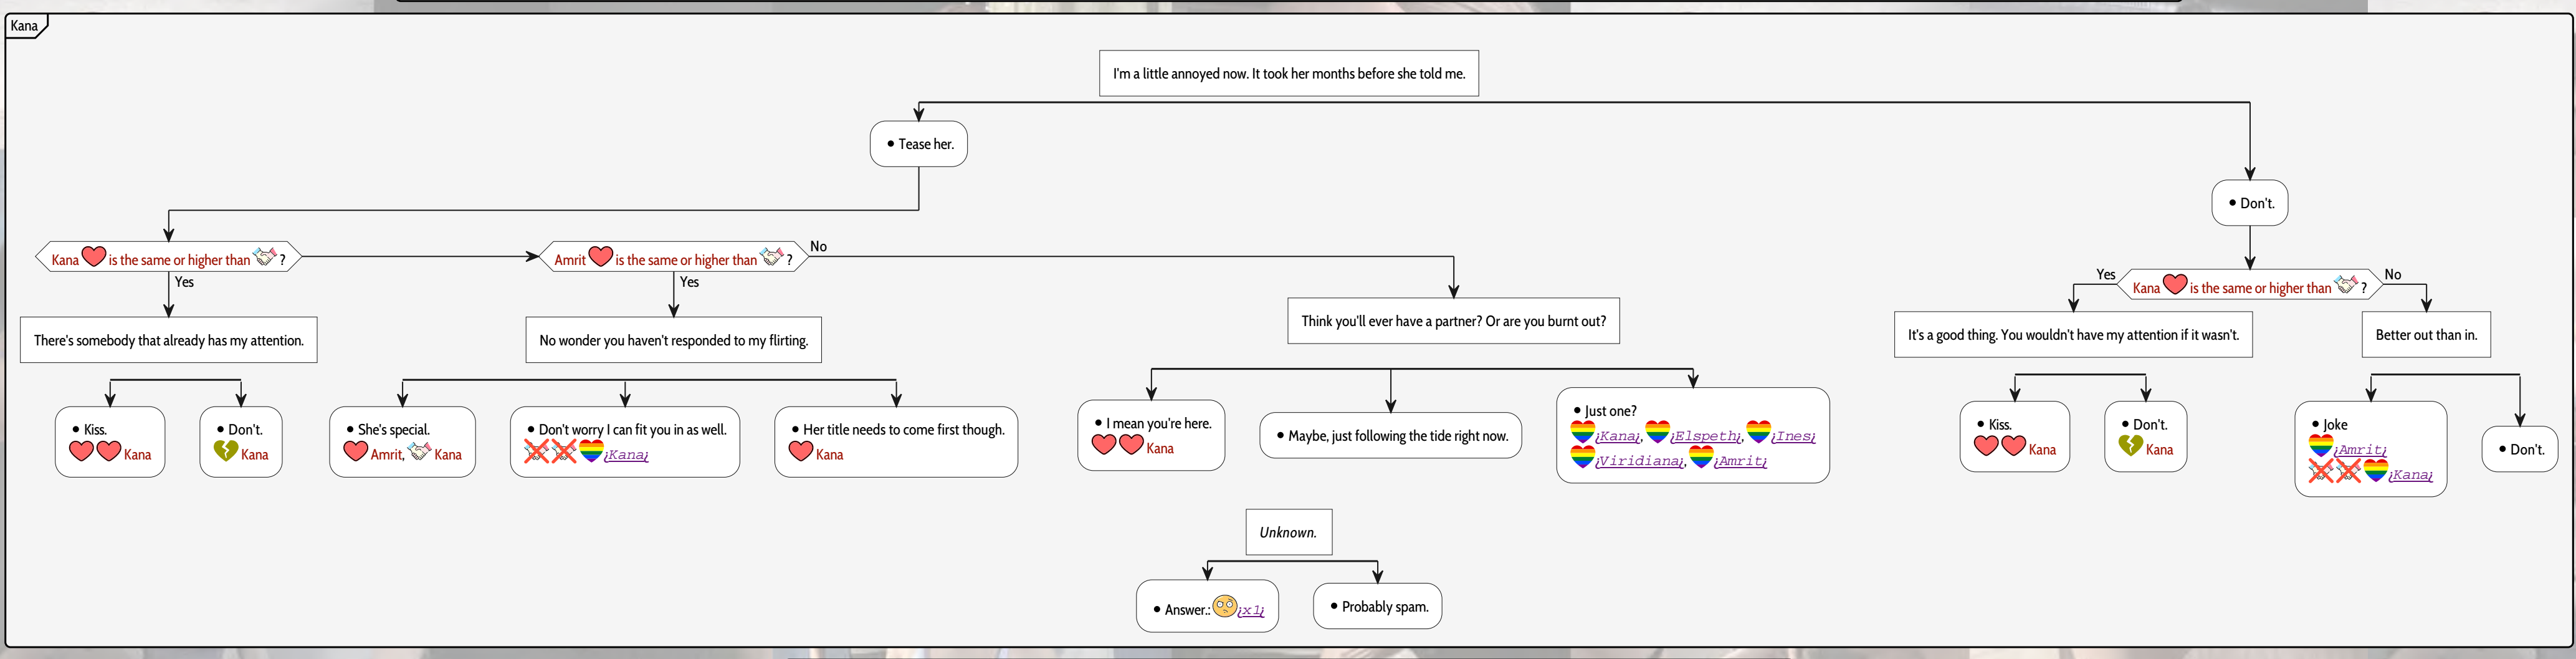 Kana
I'm a little annoyed now. It took her months before she told me.
• Tease her.
• Don't.
Kana ❤ is the same or higher than 🤝 ?
Yes
Amrit ❤ is the same or higher than 🤝 ?
No
Yes
Kana ❤ is the same or higher than 🤝 ?
Yes
No
There's somebody that already has my attention.
No wonder you haven't responded to my flirting.
Think you'll ever have a partner? Or are you burnt out?
It's a good thing. You wouldn't have my attention if it wasn't.
Better out than in.
• Kiss.
Kana
• Don't.
Kana
• She's special.
Amrit, Kana
• Don't worry I can fit you in as well.
¿Kana¿
• Her title needs to come first though.
Kana
• I mean you're here.
Kana
• Maybe, just following the tide right now.
• Just one?
¿Kana¿, ¿Elspeth¿, ¿Ines¿
¿Viridiana¿, ¿Amrit¿
• Kiss.
Kana
• Don't.
Kana
• Joke
¿Amrit¿
¿Kana¿
• Don't.
Unknown.
• Answer.: ¿x1¿
• Probably spam.